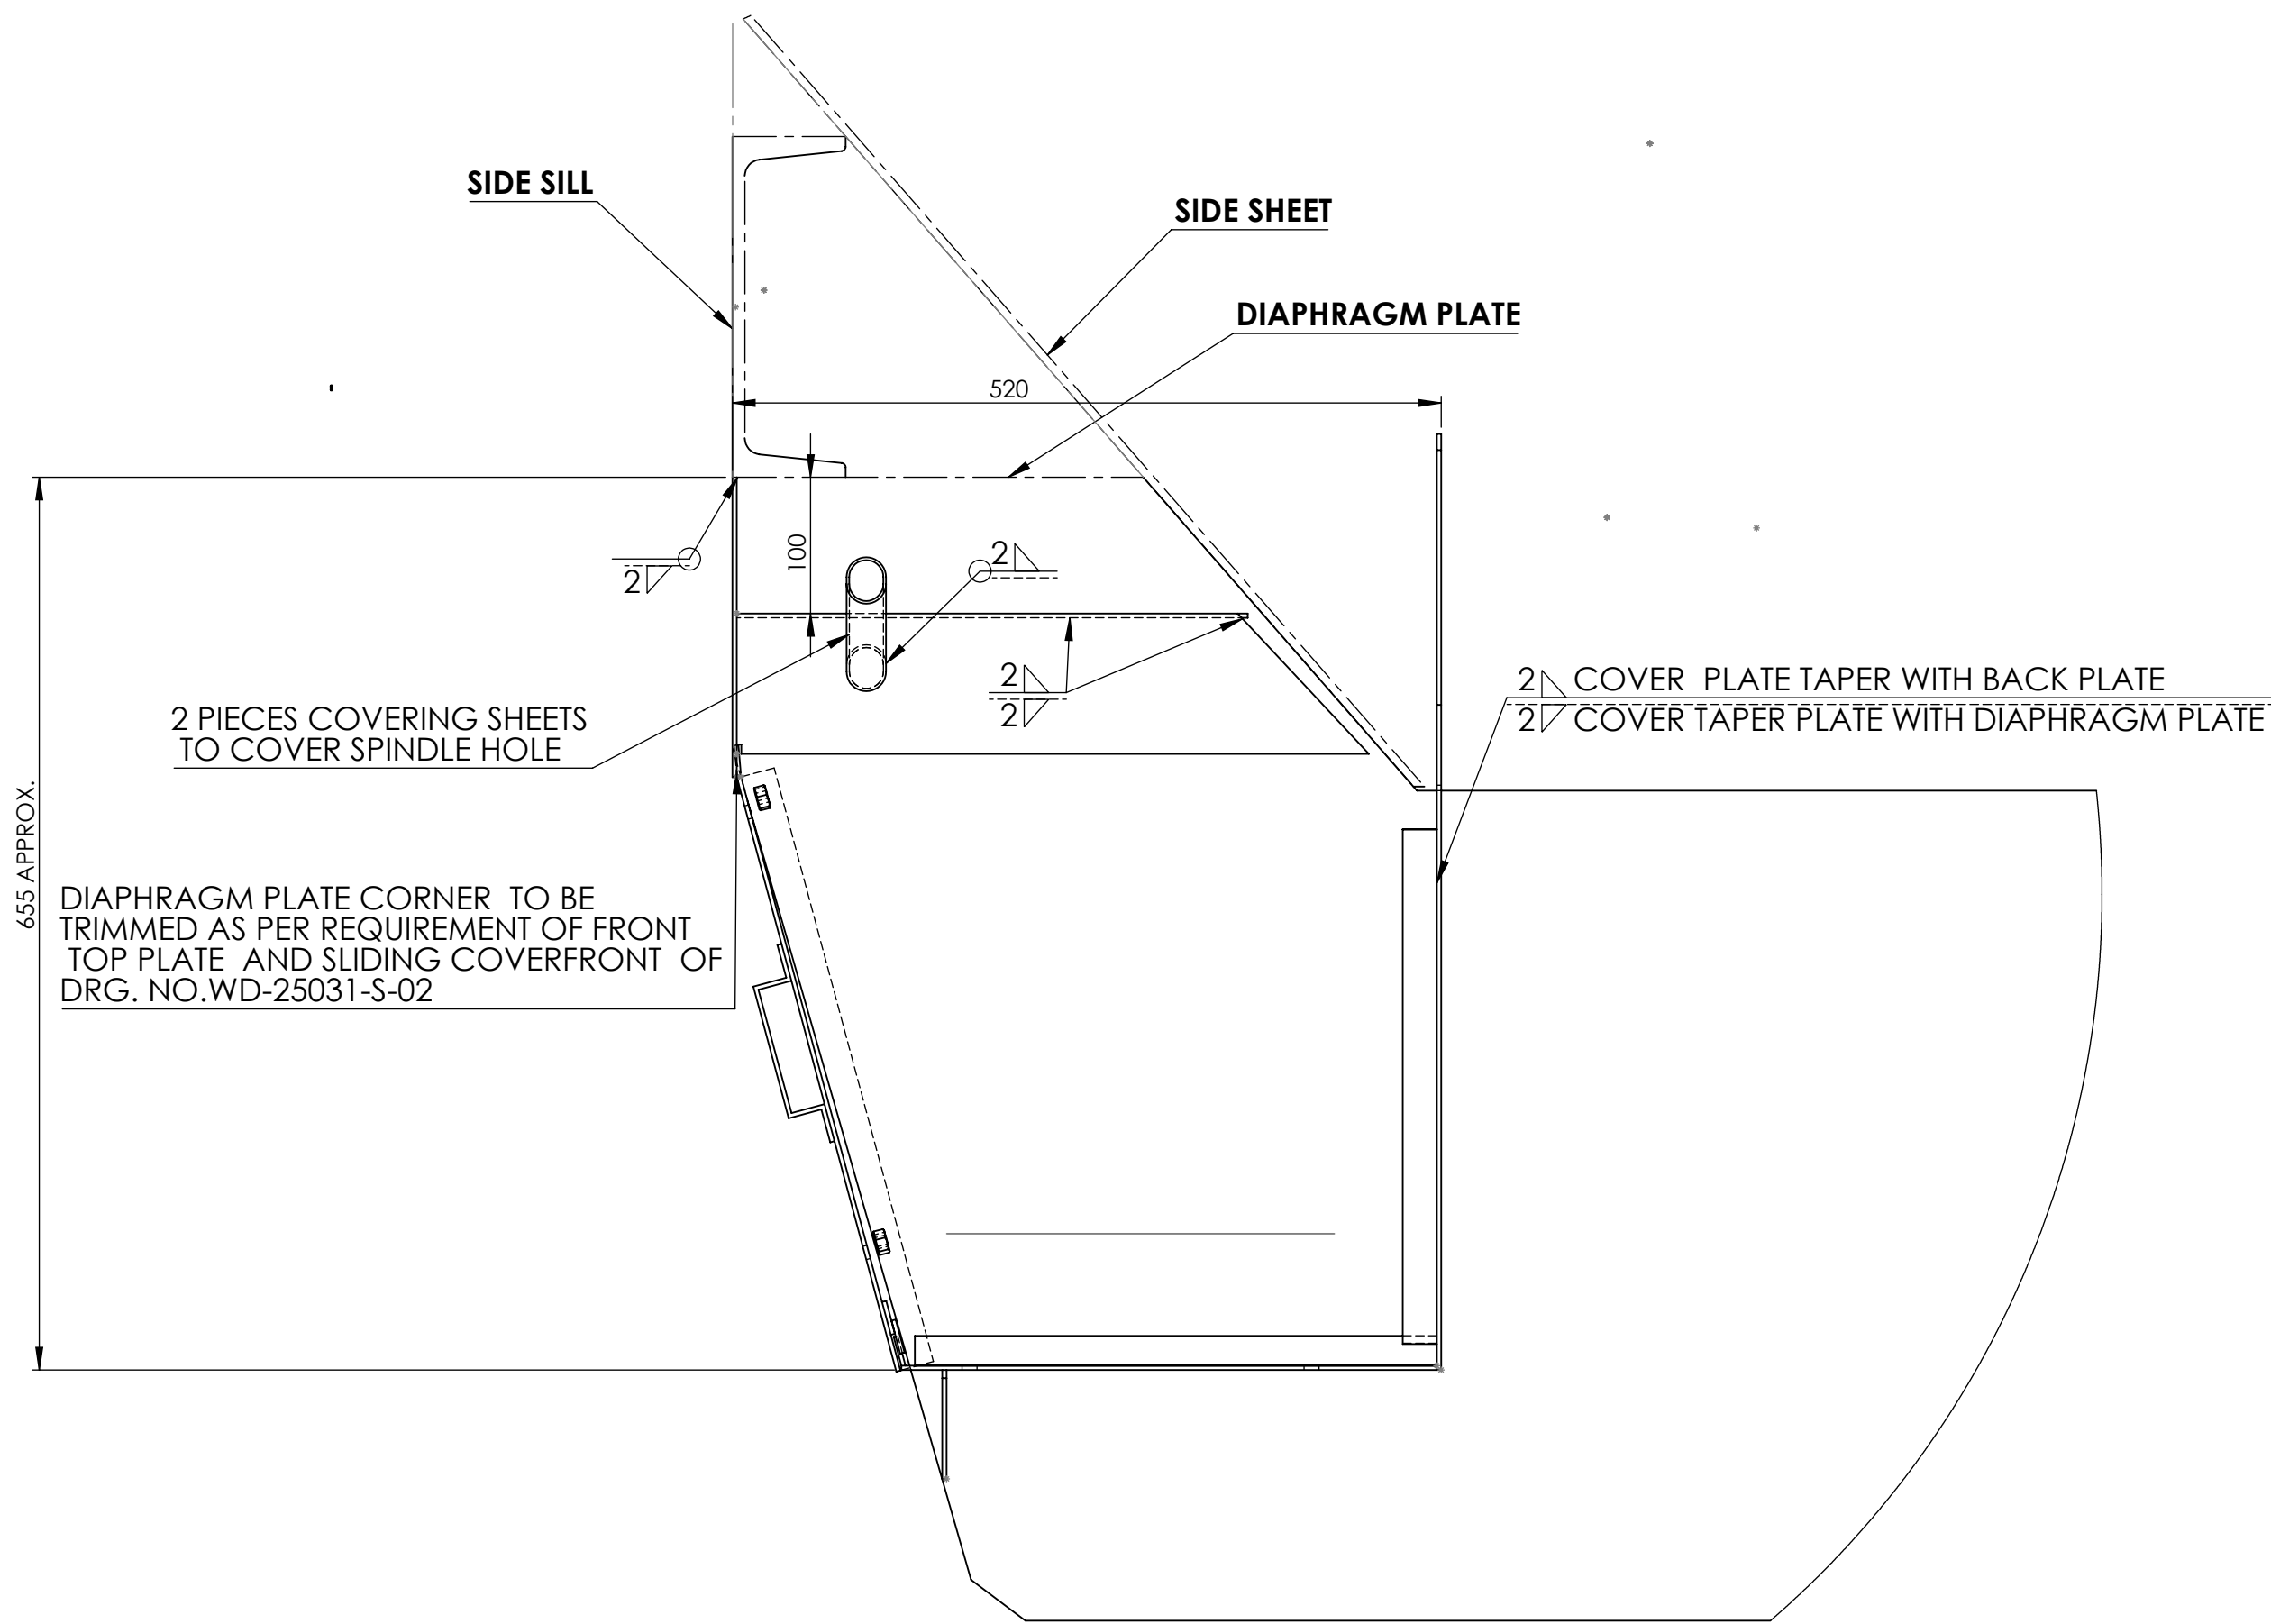 SIDE SILL
SIDE SHEET
DIAPHRAGM PLATE
520
100
2
2
2
2
2 COVER  PLATE TAPER WITH BACK PLATE
2 COVER TAPER PLATE WITH DIAPHRAGM PLATE
2 PIECES COVERING SHEETS
TO COVER SPINDLE HOLE
655 APPROX.
DIAPHRAGM PLATE CORNER  TO BE
TRIMMED AS PER REQUIREMENT OF FRONT
TOP PLATE  AND SLIDING COVERFRONT  OF
DRG. NO.WD-25031-S-02